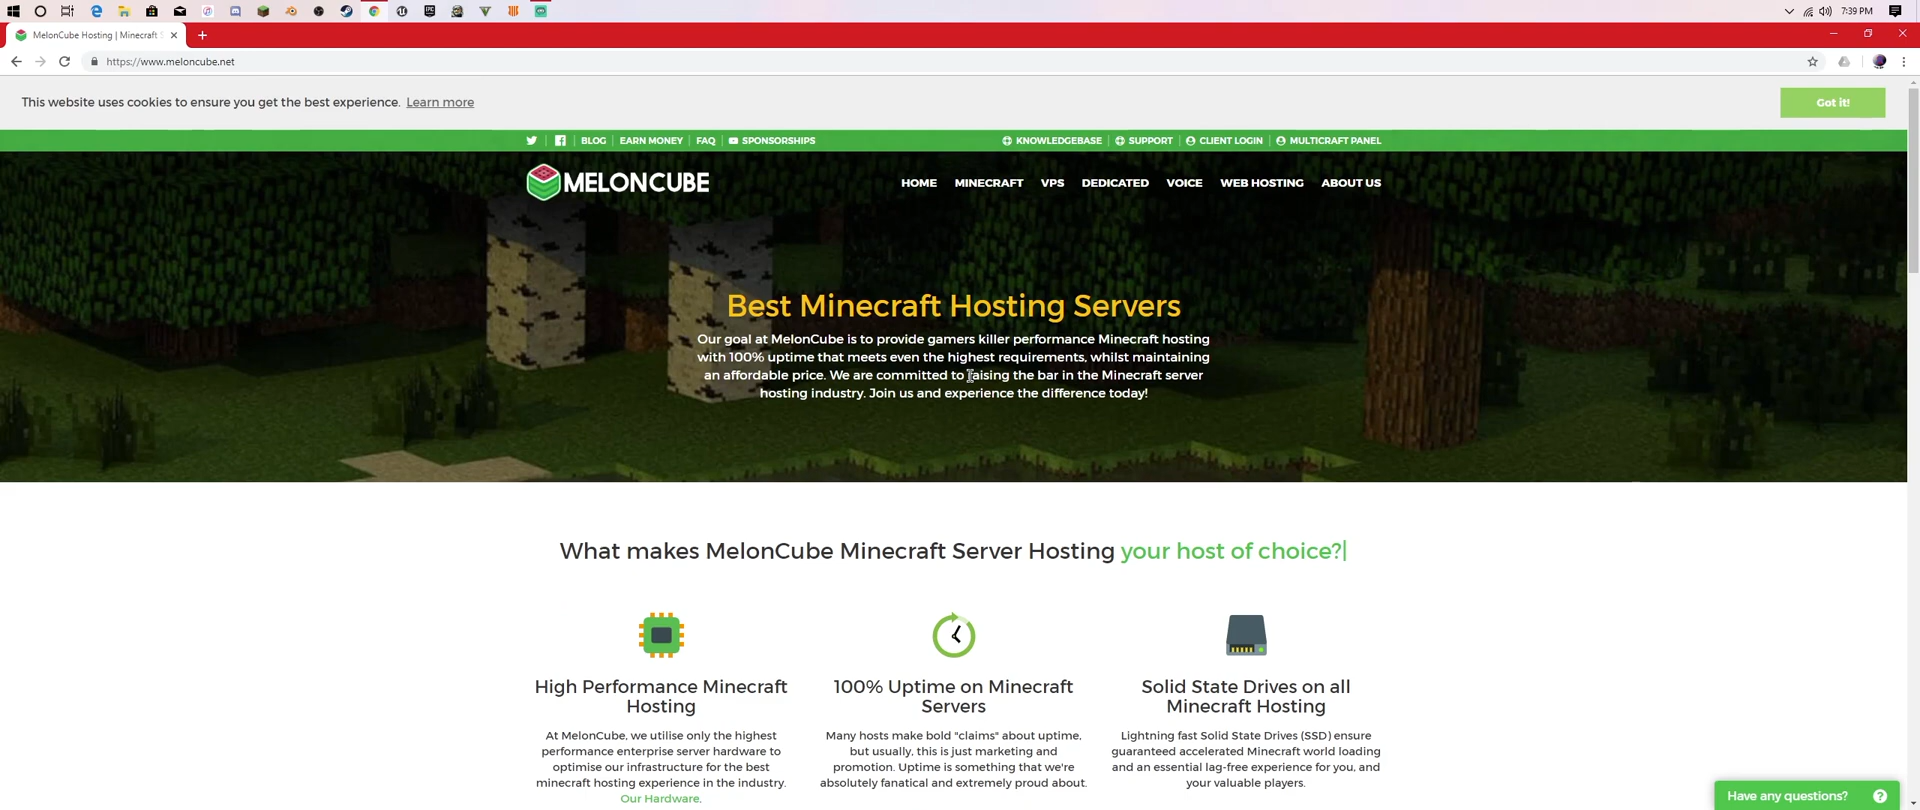 7:39 PM
MelonCube Hosting | Minecraft S
https://www.meloncube.net
This website uses cookies to ensure you get the best experience. Learn more
Got it!
BLOG | EARN MONEY | FAQ | SPONSORSHIPS
KNOWLEDGEBASE | SUPPORT | CLIENT LOGIN | MULTICRAFT PANEL
MELONCUBE
HOME MINECRAFT VPS DEDICATED VOICE WEB HOSTING ABOUT US
Best Minecraft Hosting Servers
Our goal at MelonCube is to provide gamers killer performance Minecraft hosting
with 100% uptime that meets even the highest requirements, whilst maintaining
an affordable price. We are committed to raising the bar in the Minecraft server
hosting industry. Join us and experience the difference today!
What makes MelonCube Minecraft Server Hosting your host of choice?|
High Performance Minecraft
Hosting
At MelonCube, we utilise only the highest
performance enterprise server hardware to
optimise our infrastructure for the best
minecraft hosting experience in the industry.
Our Hardware.
100% Uptime on Minecraft
Servers
Many hosts make bold "claims" about uptime,
but usually, this is just marketing and
promotion. Uptime is something that we're
absolutely fanatical and extremely proud about.
Solid State Drives on all
Minecraft Hosting
Lightning fast Solid State Drives (SSD) ensure
guaranteed accelerated Minecraft world loading
and an essential lag-free experience for you, and
your valuable players.
Have any questions?